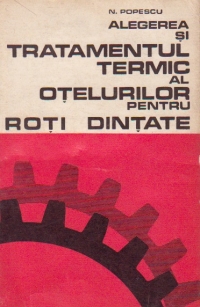 N. POPESCU
ALEGEREA
ȘI
TRATAMENTUL
TERMIC
AL
OȚELURILOR
PENTRU
ROȚI DINȚATE